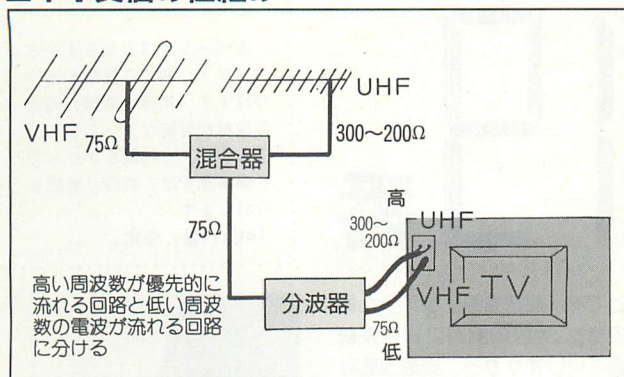 UHF
VHF
75Ω
300〜200Ω
混合器
75Ω
高
300〜
200Ω
UHF
分波器
VHF
TV
75Ω
低
高い周波数が優先的に
流れる回路と低い周波
数の電波が流れる回路
に分ける